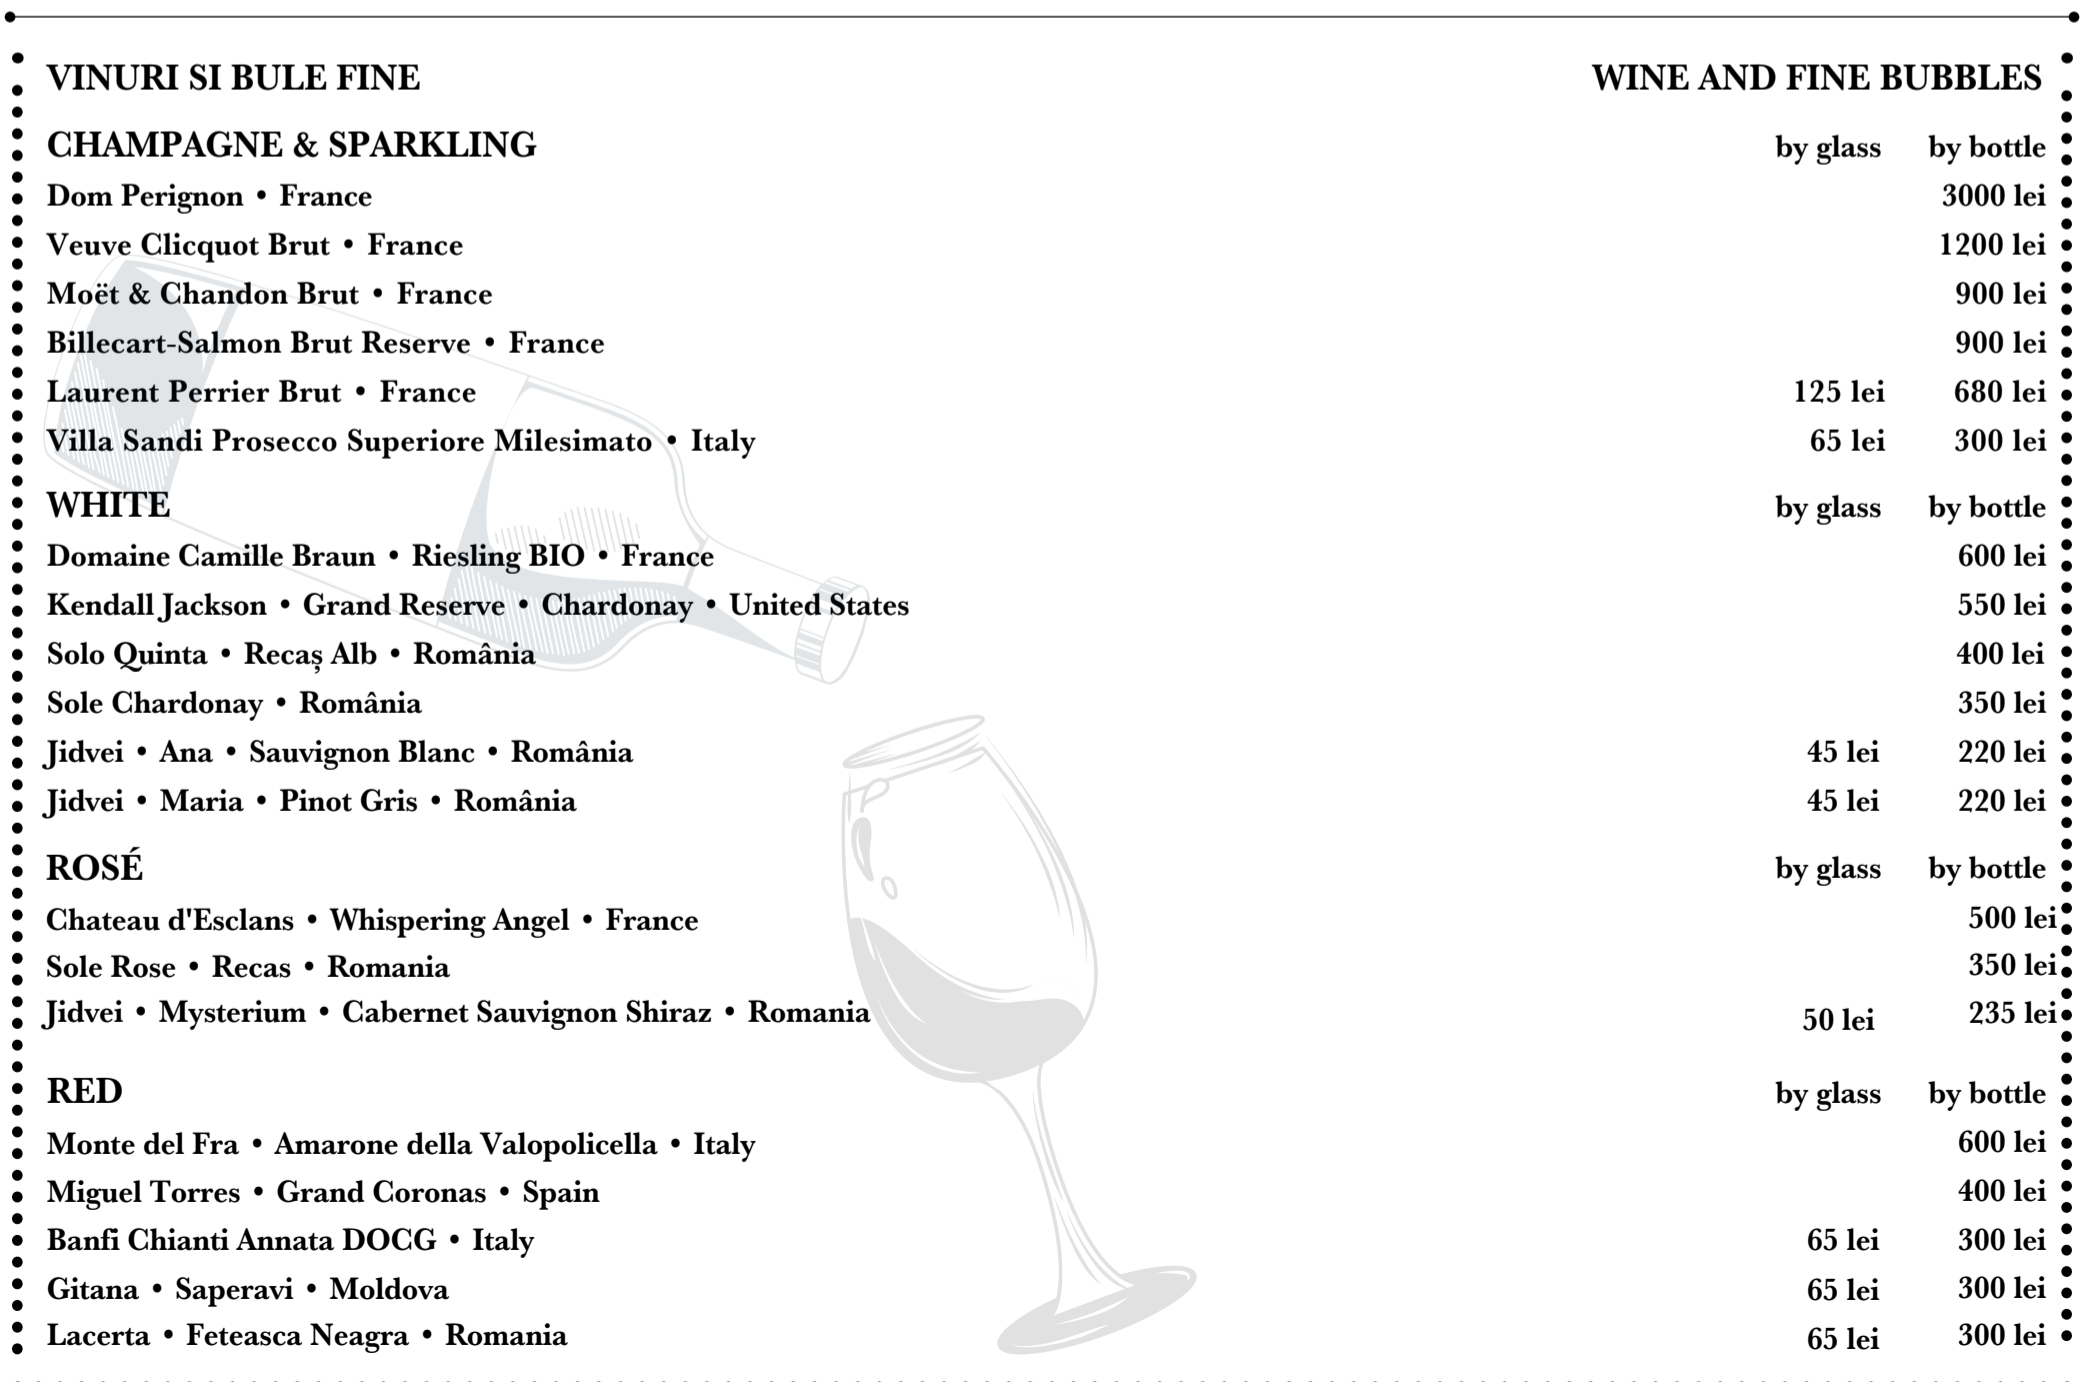 VINURI SI BULE FINE WINE AND FINE BUBBLES
CHAMPAGNE & SPARKLING by glass by bottle
Dom Perignon • France 3000 lei
Veuve Clicquot Brut • France 1200 lei
Moët & Chandon Brut • France 900 lei
Billecart-Salmon Brut Reserve • France 900 lei
Laurent Perrier Brut • France 125 lei 680 lei
Villa Sandi Prosecco Superiore Milesimato • Italy 65 lei 300 lei
WHITE by glass by bottle
Domaine Camille Braun • Riesling BIO • France 600 lei
Kendall Jackson • Grand Reserve • Chardonay • United States 550 lei
Solo Quinta • Recaș Alb • România 400 lei
Sole Chardonay • România 350 lei
Jidvei • Ana • Sauvignon Blanc • România 45 lei 220 lei
Jidvei • Maria • Pinot Gris • România 45 lei 220 lei
ROSÉ by glass by bottle
Chateau d'Esclans • Whispering Angel • France 500 lei
Sole Rose • Recas • Romania 350 lei
Jidvei • Mysterium • Cabernet Sauvignon Shiraz • Romania 50 lei 235 lei
RED by glass by bottle
Monte del Fra • Amarone della Valopolicella • Italy 600 lei
Miguel Torres • Grand Coronas • Spain 400 lei
Banfi Chianti Annata DOCG • Italy 65 lei 300 lei
Gitana • Saperavi • Moldova 65 lei 300 lei
Lacerta • Feteasca Neagra • Romania 65 lei 300 lei